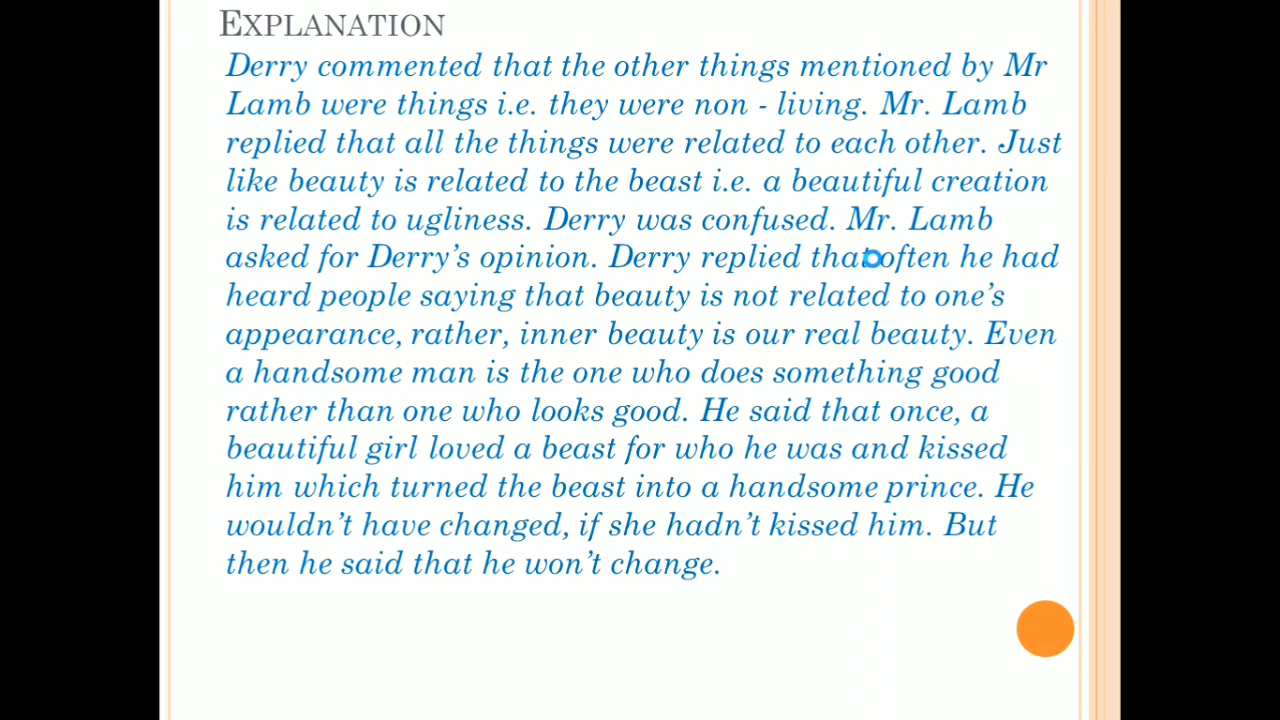 EXPLANATION
Derry commented that the other things mentioned by Mr
Lamb were things i.e. they were non - living. Mr. Lamb
replied that all the things were related to each other. Just
like beauty is related to the beast i.e. a beautiful creation
is related to ugliness. Derry was confused. Mr. Lamb
asked for Derry’s opinion. Derry replied that often he had
heard people saying that beauty is not related to one’s
appearance, rather, inner beauty is our real beauty. Even
a handsome man is the one who does something good
rather than one who looks good. He said that once, a
beautiful girl loved a beast for who he was and kissed
him which turned the beast into a handsome prince. He
wouldn’t have changed, if she hadn’t kissed him. But
then he said that he won’t change.